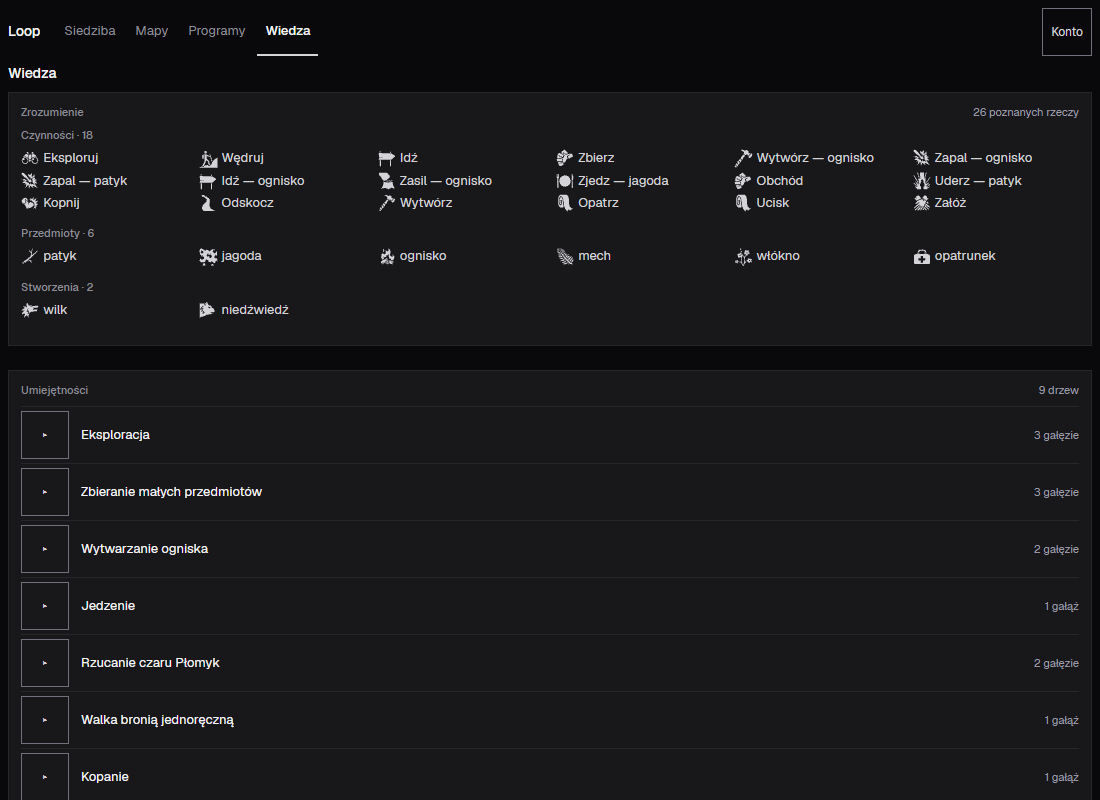 Loop Siedziba Mapy Programy Wiedza Konto
Wiedza
Zrozumienie 26 poznanych rzeczy
Czynności · 18
Eksploruj Wędruj Idź Zbierz Wytwórz — ognisko Zapal — ognisko
Zapal — patyk Idź — ognisko Zasil — ognisko Zjedz — jagoda Obchód Uderz — patyk
Kopnij Odskocz Wytwórz Opatrz Ucisk Załóż
Przedmioty · 6
patyk jagoda ognisko mech włókno opatrunek
Stworzenia · 2
wilk niedźwiedź
Umiejętności 9 drzew
Eksploracja 3 gałęzie
Zbieranie małych przedmiotów 3 gałęzie
Wytwarzanie ogniska 2 gałęzie
Jedzenie 1 gałąź
Rzucanie czaru Płomyk 2 gałęzie
Walka bronią jednoręczną 1 gałąź
Kopanie 1 gałąź